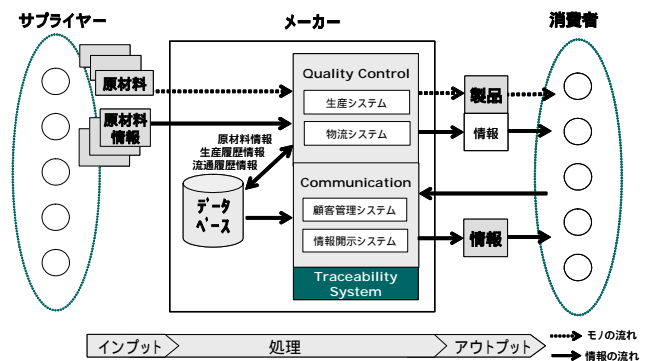 サプライヤー
メーカー
消費者
原材料
原材料
情報
Quality Control
生産システム
物流システム
製品
情報
原材料情報
生産履歴情報
流通履歴情報
データ
ベース
Communication
顧客管理システム
情報開示システム
情報
Traceability
System
インプット
処理
アウトプット
モノの流れ
情報の流れ